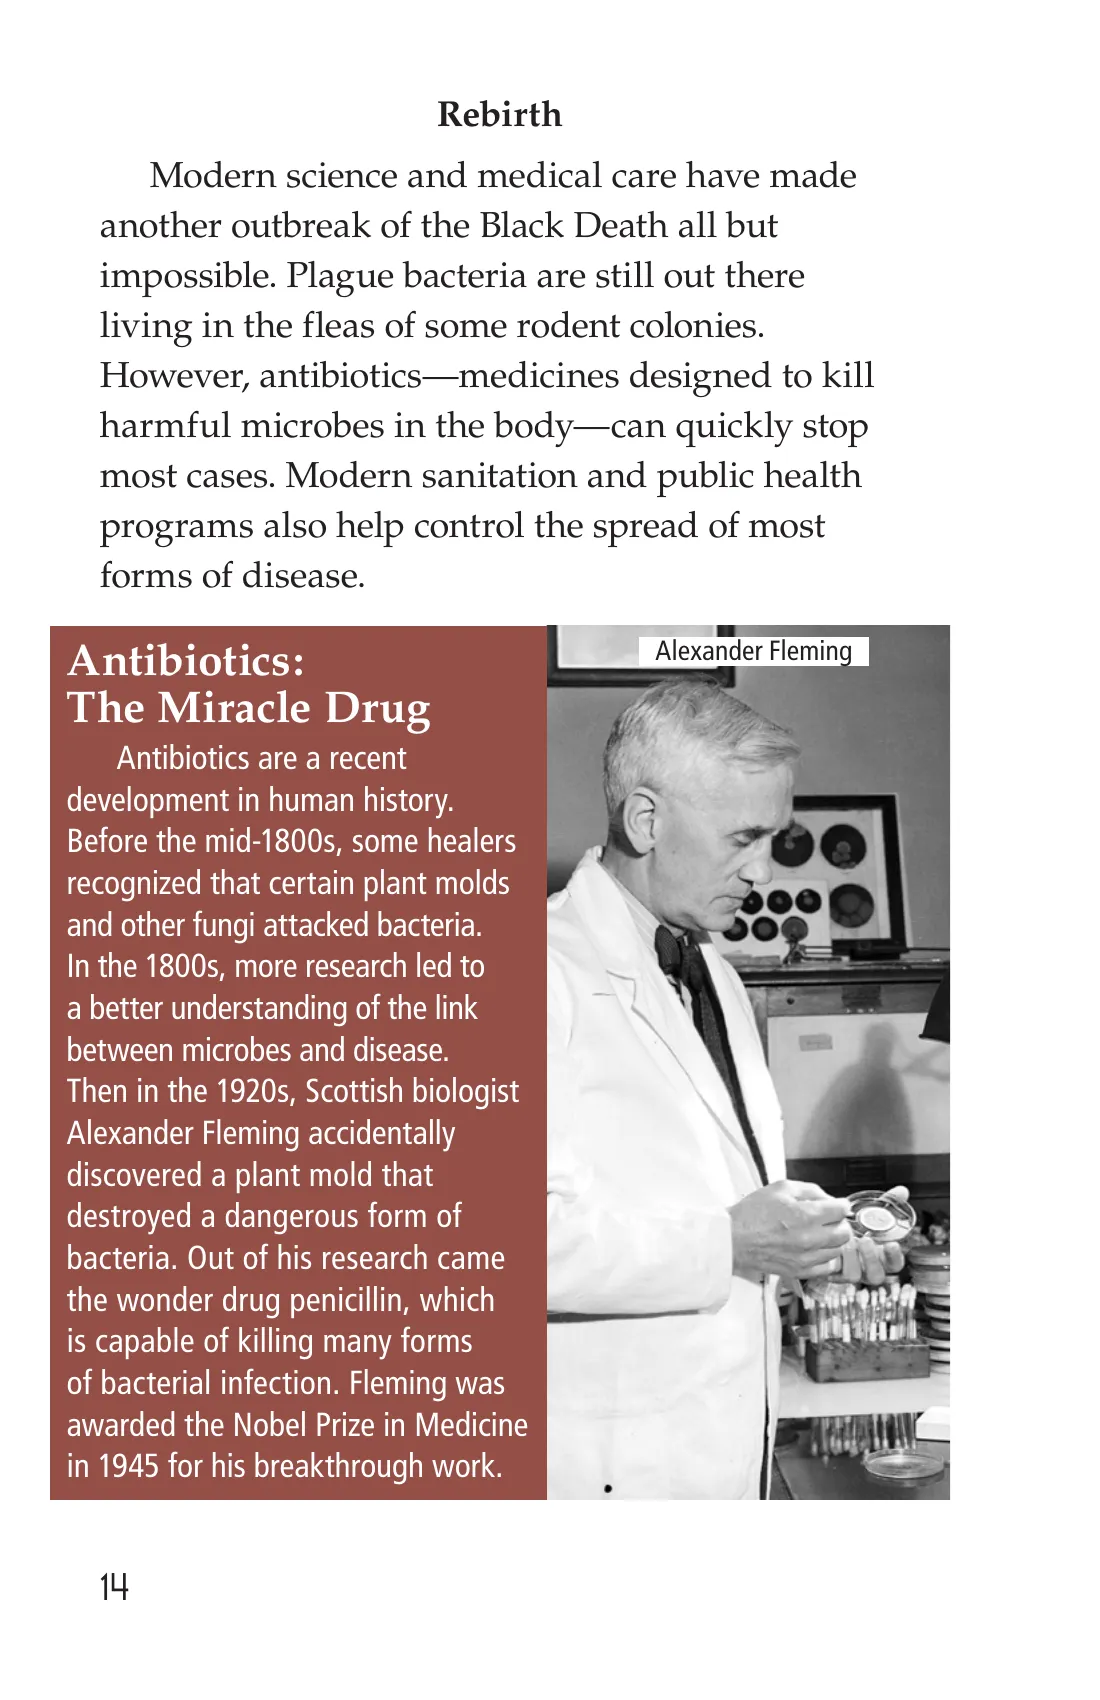 Rebirth
Modern science and medical care have made
another outbreak of the Black Death all but
impossible. Plague bacteria are still out there
living in the fleas of some rodent colonies.
However, antibiotics—medicines designed to kill
harmful microbes in the body—can quickly stop
most cases. Modern sanitation and public health
programs also help control the spread of most
forms of disease.
Antibiotics:
The Miracle Drug
Antibiotics are a recent
development in human history.
Before the mid-1800s, some healers
recognized that certain plant molds
and other fungi attacked bacteria.
In the 1800s, more research led to
a better understanding of the link
between microbes and disease.
Then in the 1920s, Scottish biologist
Alexander Fleming accidentally
discovered a plant mold that
destroyed a dangerous form of
bacteria. Out of his research came
the wonder drug penicillin, which
is capable of killing many forms
of bacterial infection. Fleming was
awarded the Nobel Prize in Medicine
in 1945 for his breakthrough work.
Alexander Fleming
14